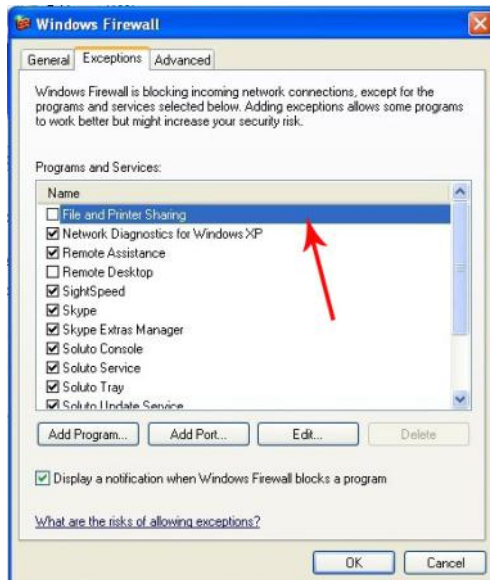 Windows Firewall
General Exceptions Advanced
Windows Firewall is blocking incoming network connections, except for the
programs and services selected below. Adding exceptions allows some programs
to work better but might increase your security risk.
Programs and Services:
Name
File and Printer Sharing
Network Diagnostics for Windows XP
Remote Assistance
Remote Desktop
SightSpeed
Skype
Skype Extras Manager
Soluto Console
Soluto Service
Soluto Tray
Soluto Update Service
Add Program... Add Port... Edit... Delete
Display a notification when Windows Firewall blocks a program
What are the risks of allowing exceptions?
OK Cancel